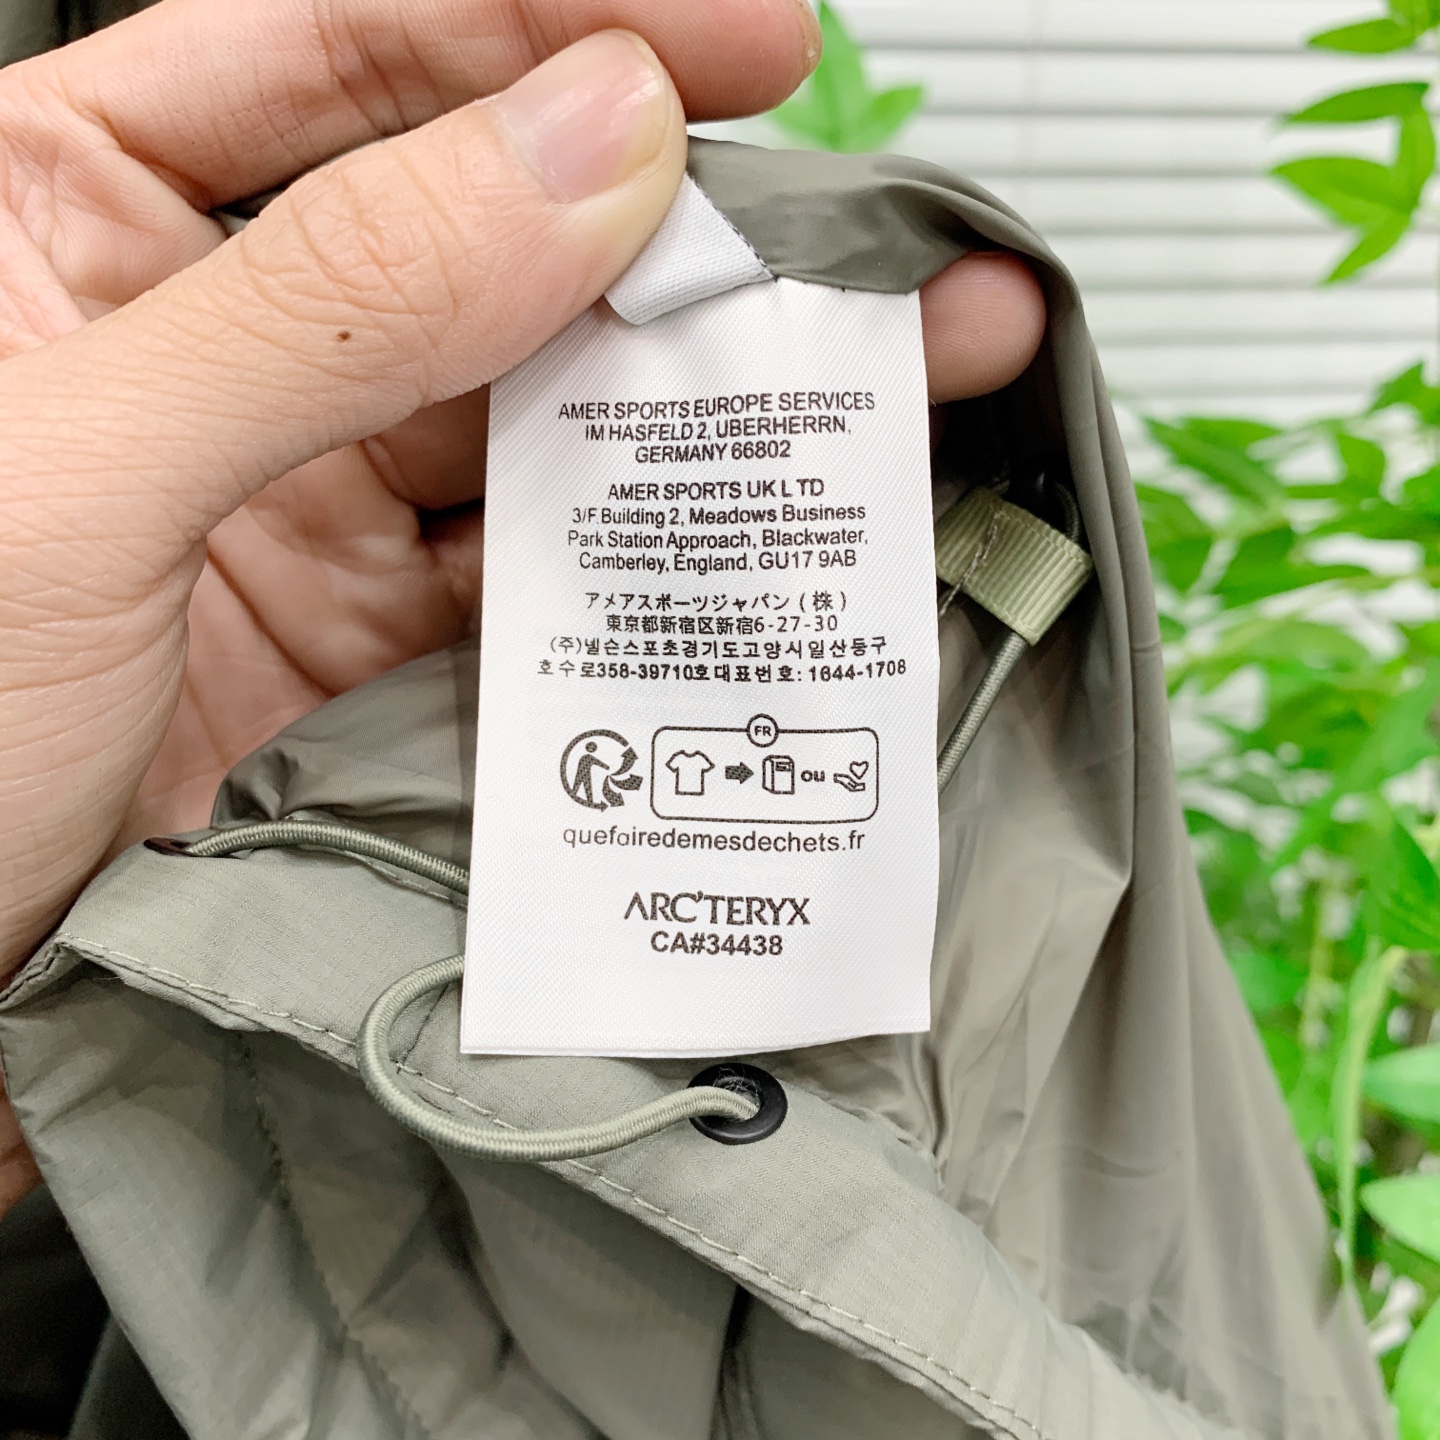 AMER SPORTS EUROPE SERVICES
IM HASFELD 2, UBERHERRN,
GERMANY 66802
AMER SPORTS UK L TD
3/F.Building 2, Meadows Business
Park Station Approach, Blackwater,
Camberley, England, GU17 9AB
アメアスポーツジャパン (株)
東京都新宿区新宿6-27-30
(주)넬슨스포츠경기도고양시일산동구
호수로358-39710호대표번호: 1644-1708
FR
ou
quefairedemesdechets.fr
ARC'TERYX
CA#34438